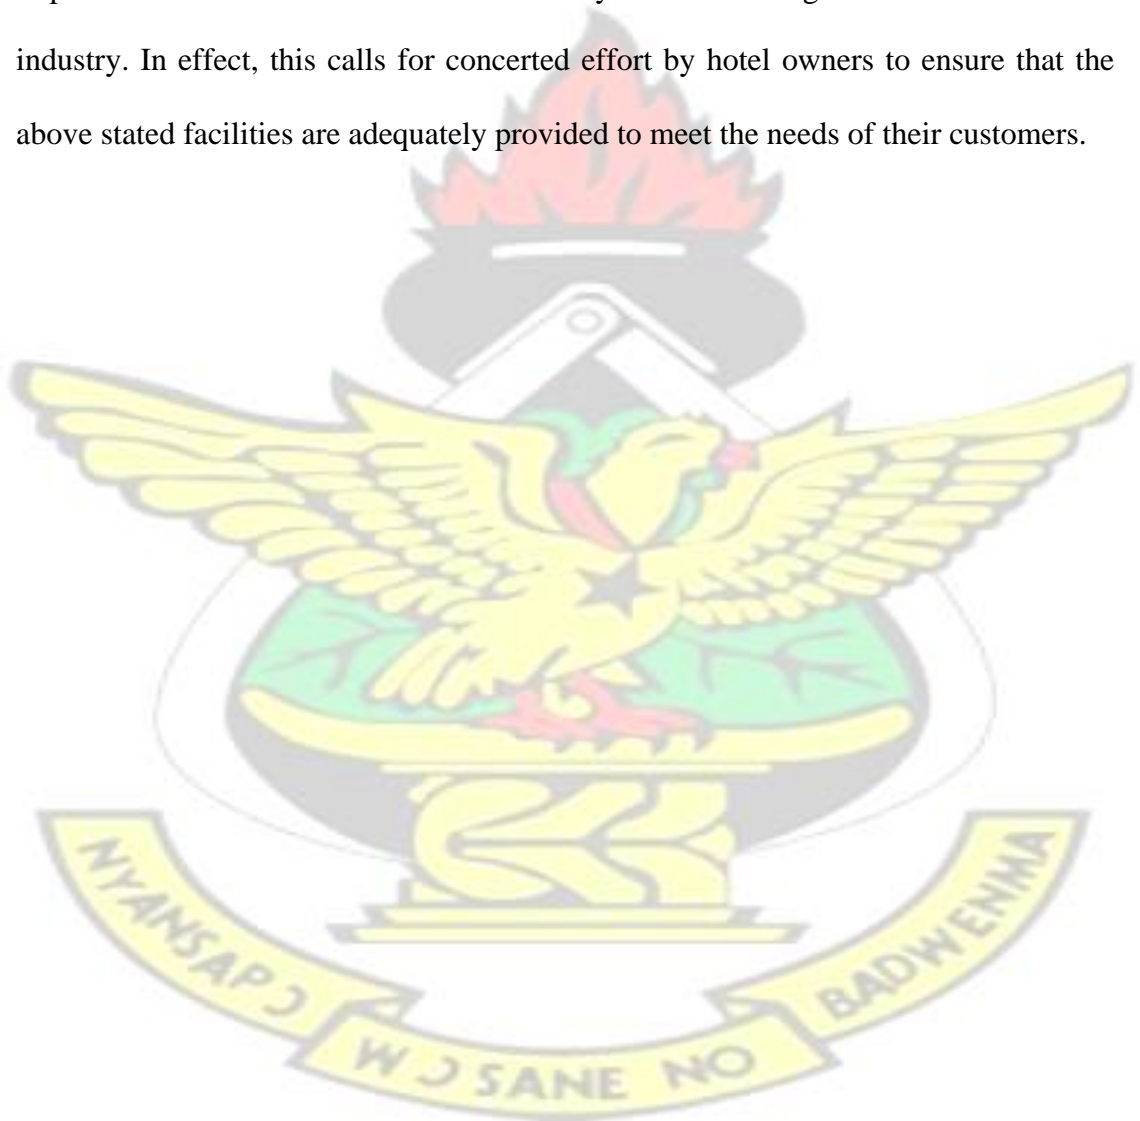 industry. In effect, this calls for concerted effort by hotel owners to ensure that the
above stated facilities are adequately provided to meet the needs of their customers.
NYANSAPƆ
WƆSANE NO
BADWENMA